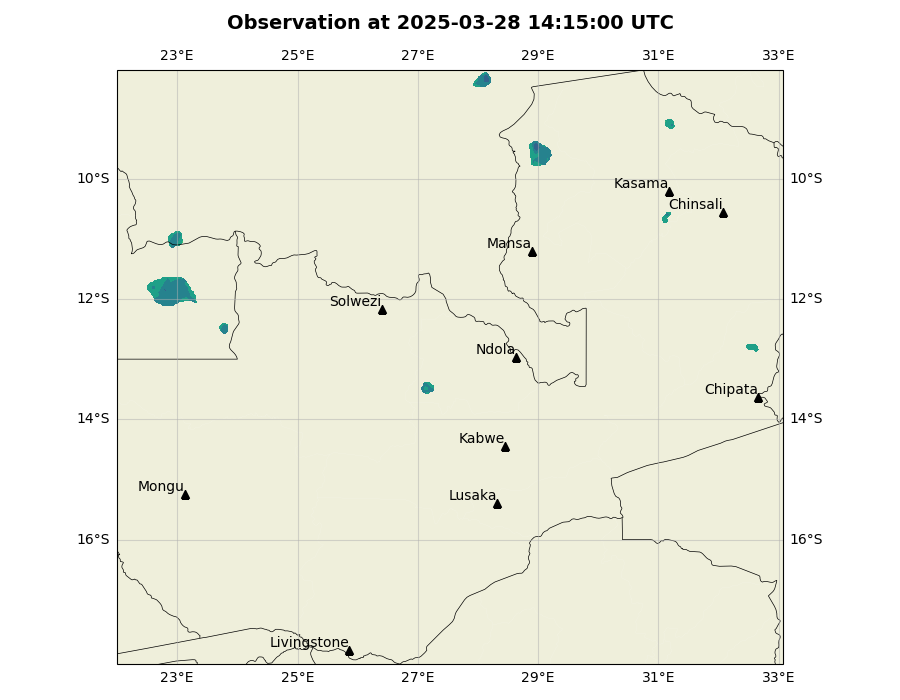 Observation at 2025-03-28 14:15:00 UTC
23°E 25°E 27°E 29°E 31°E 33°E
10°S 10°S
Kasama
Chinsali
Mansa
12°S 12°S
Solwezi
Ndola
Chipata
14°S 14°S
Kabwe
Mongu
Lusaka
16°S 16°S
Livingstone
23°E 25°E 27°E 29°E 31°E 33°E